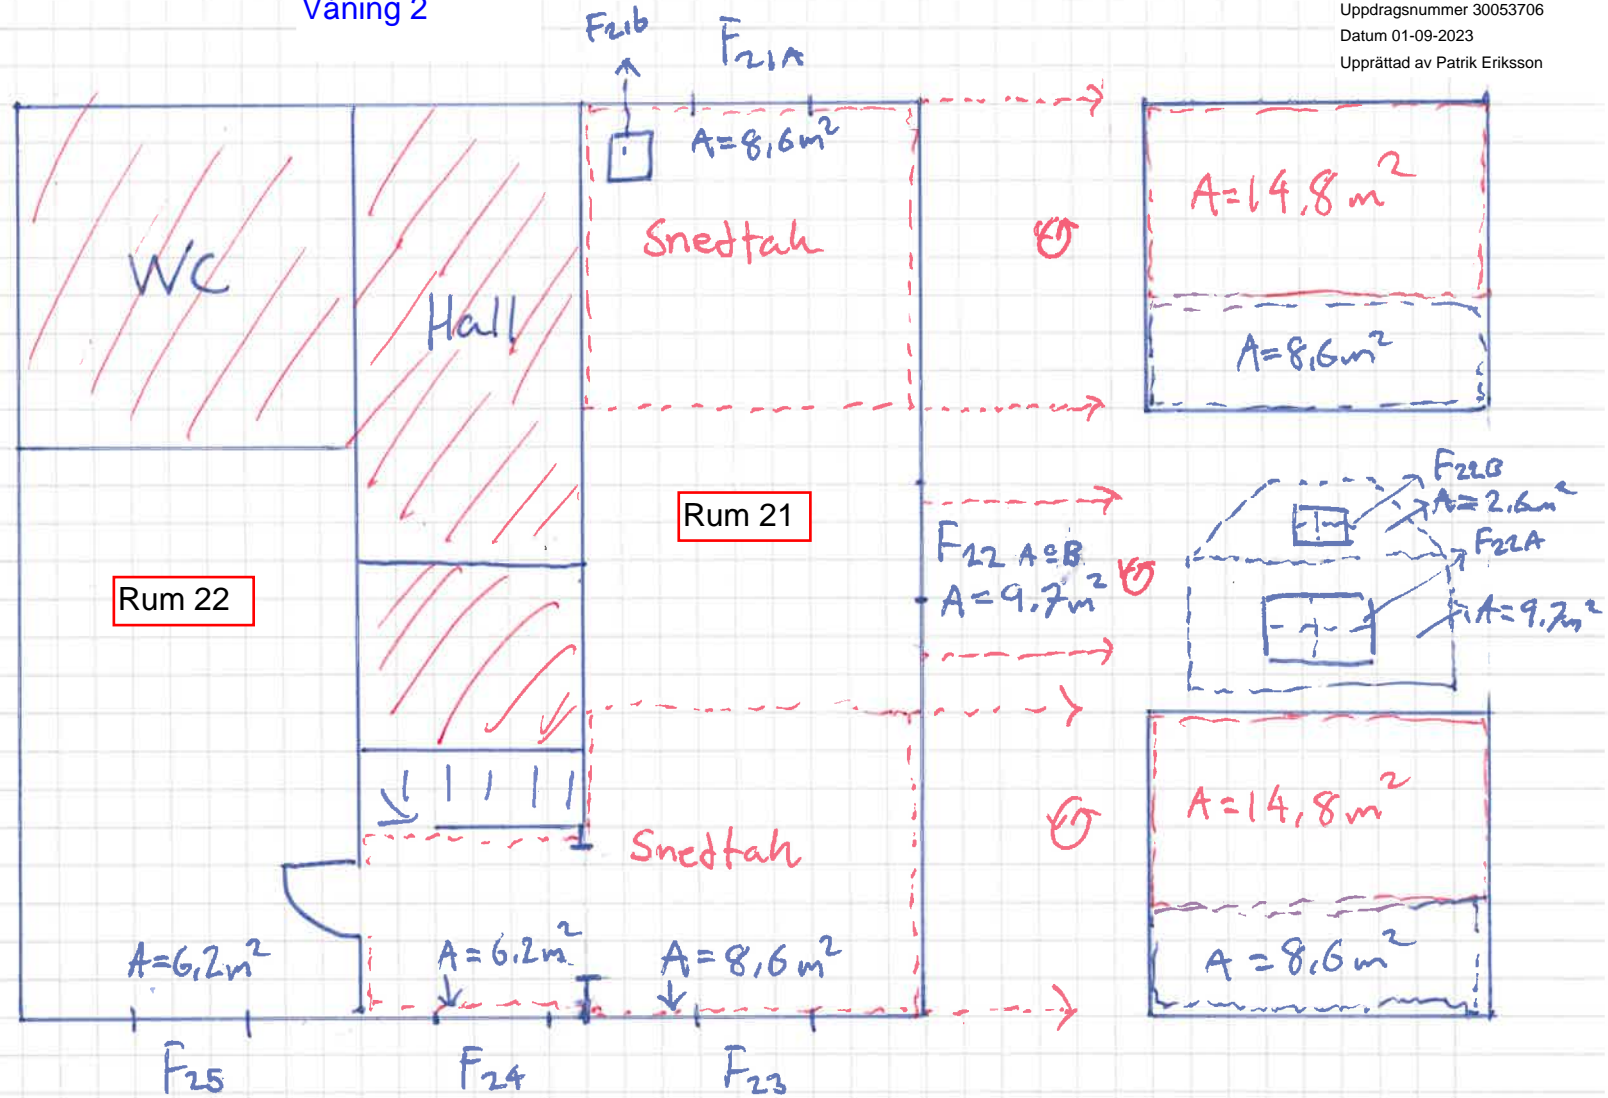 Våning 2
Uppdragsnummer 30053706
Datum 01-09-2023
Upprättad av Patrik Eriksson
F21b
F21A
A=8,6m²
A=14,8m²
Snedtak
WC
Hall
A=8,6m²
F22B
A=2,6m²
Rum 21
F22 A o B
A=9,7m²
F22A
A=9,7m²
Rum 22
A=14,8m²
Snedtak
A=6,2m²
A=6,2m²
A=8,6m²
A=8,6m²
F25
F24
F23